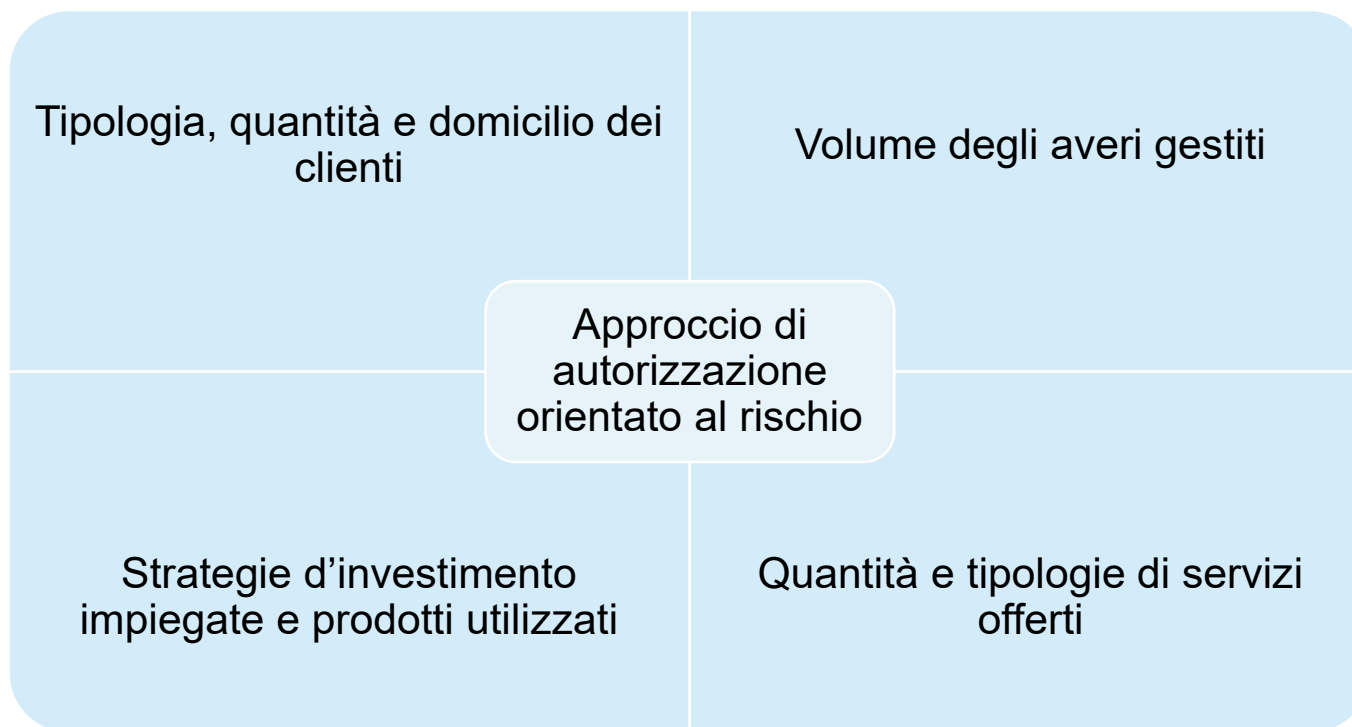 Tipologia, quantità e domicilio dei
clienti
Volume degli averi gestiti
Approccio di
autorizzazione
orientato al rischio
Strategie d’investimento
impiegate e prodotti utilizzati
Quantità e tipologie di servizi
offerti